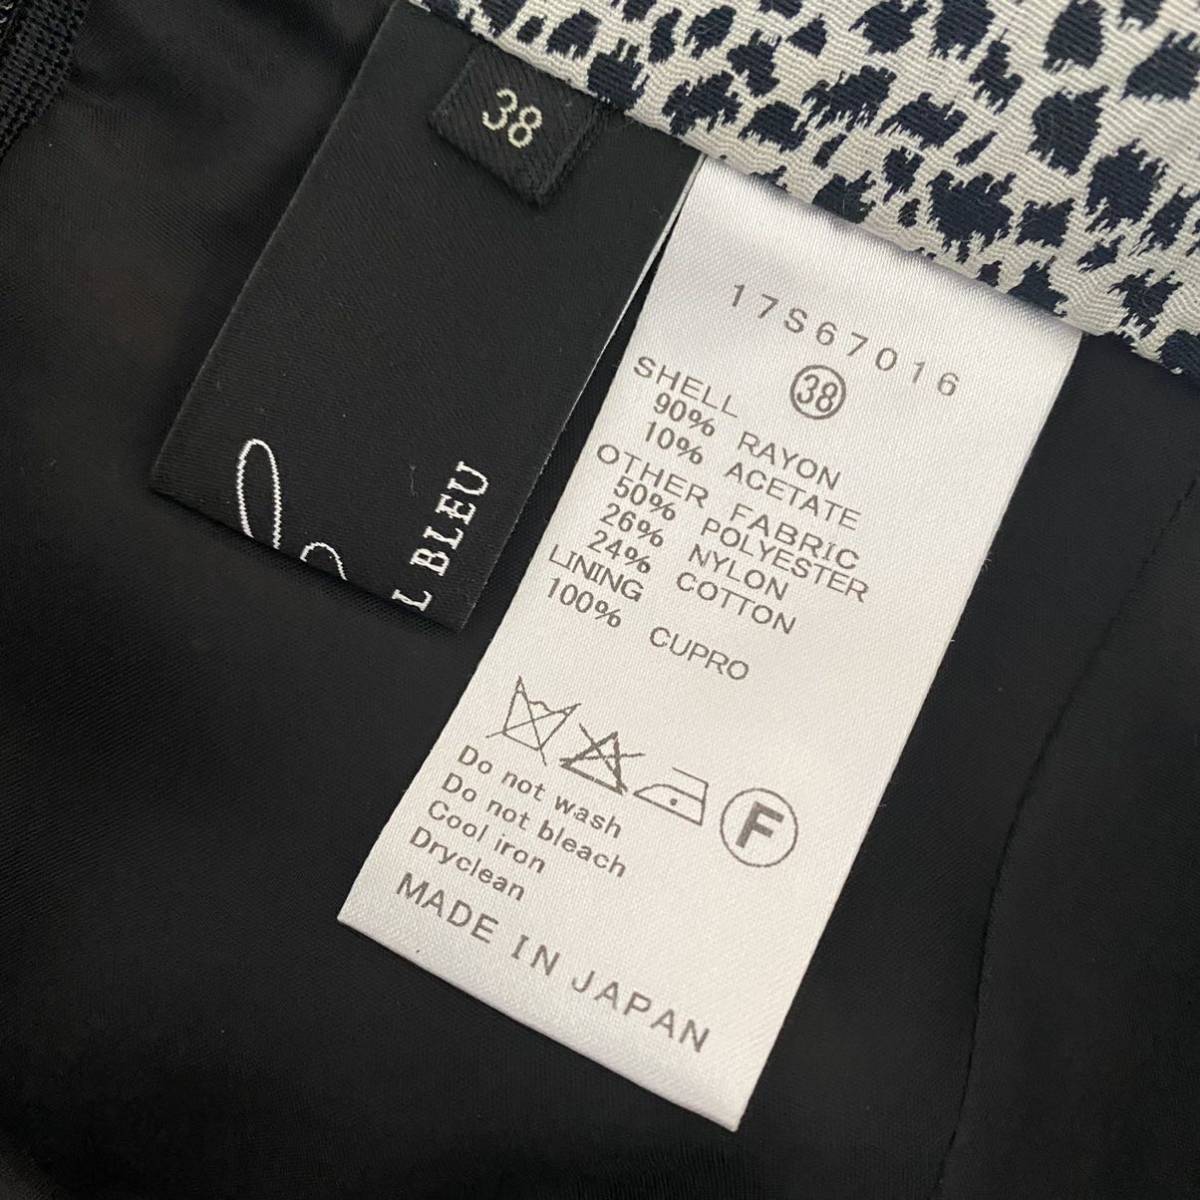 38
L BLEU
17S67016
38
SHELL
90% RAYON
10% ACETATE
OTHER FABRIC
50% POLYESTER
26% NYLON
24% COTTON
LINING
100% CUPRO
F
Do not wash
Do not bleach
Cool iron
Dryclean
MADE IN JAPAN